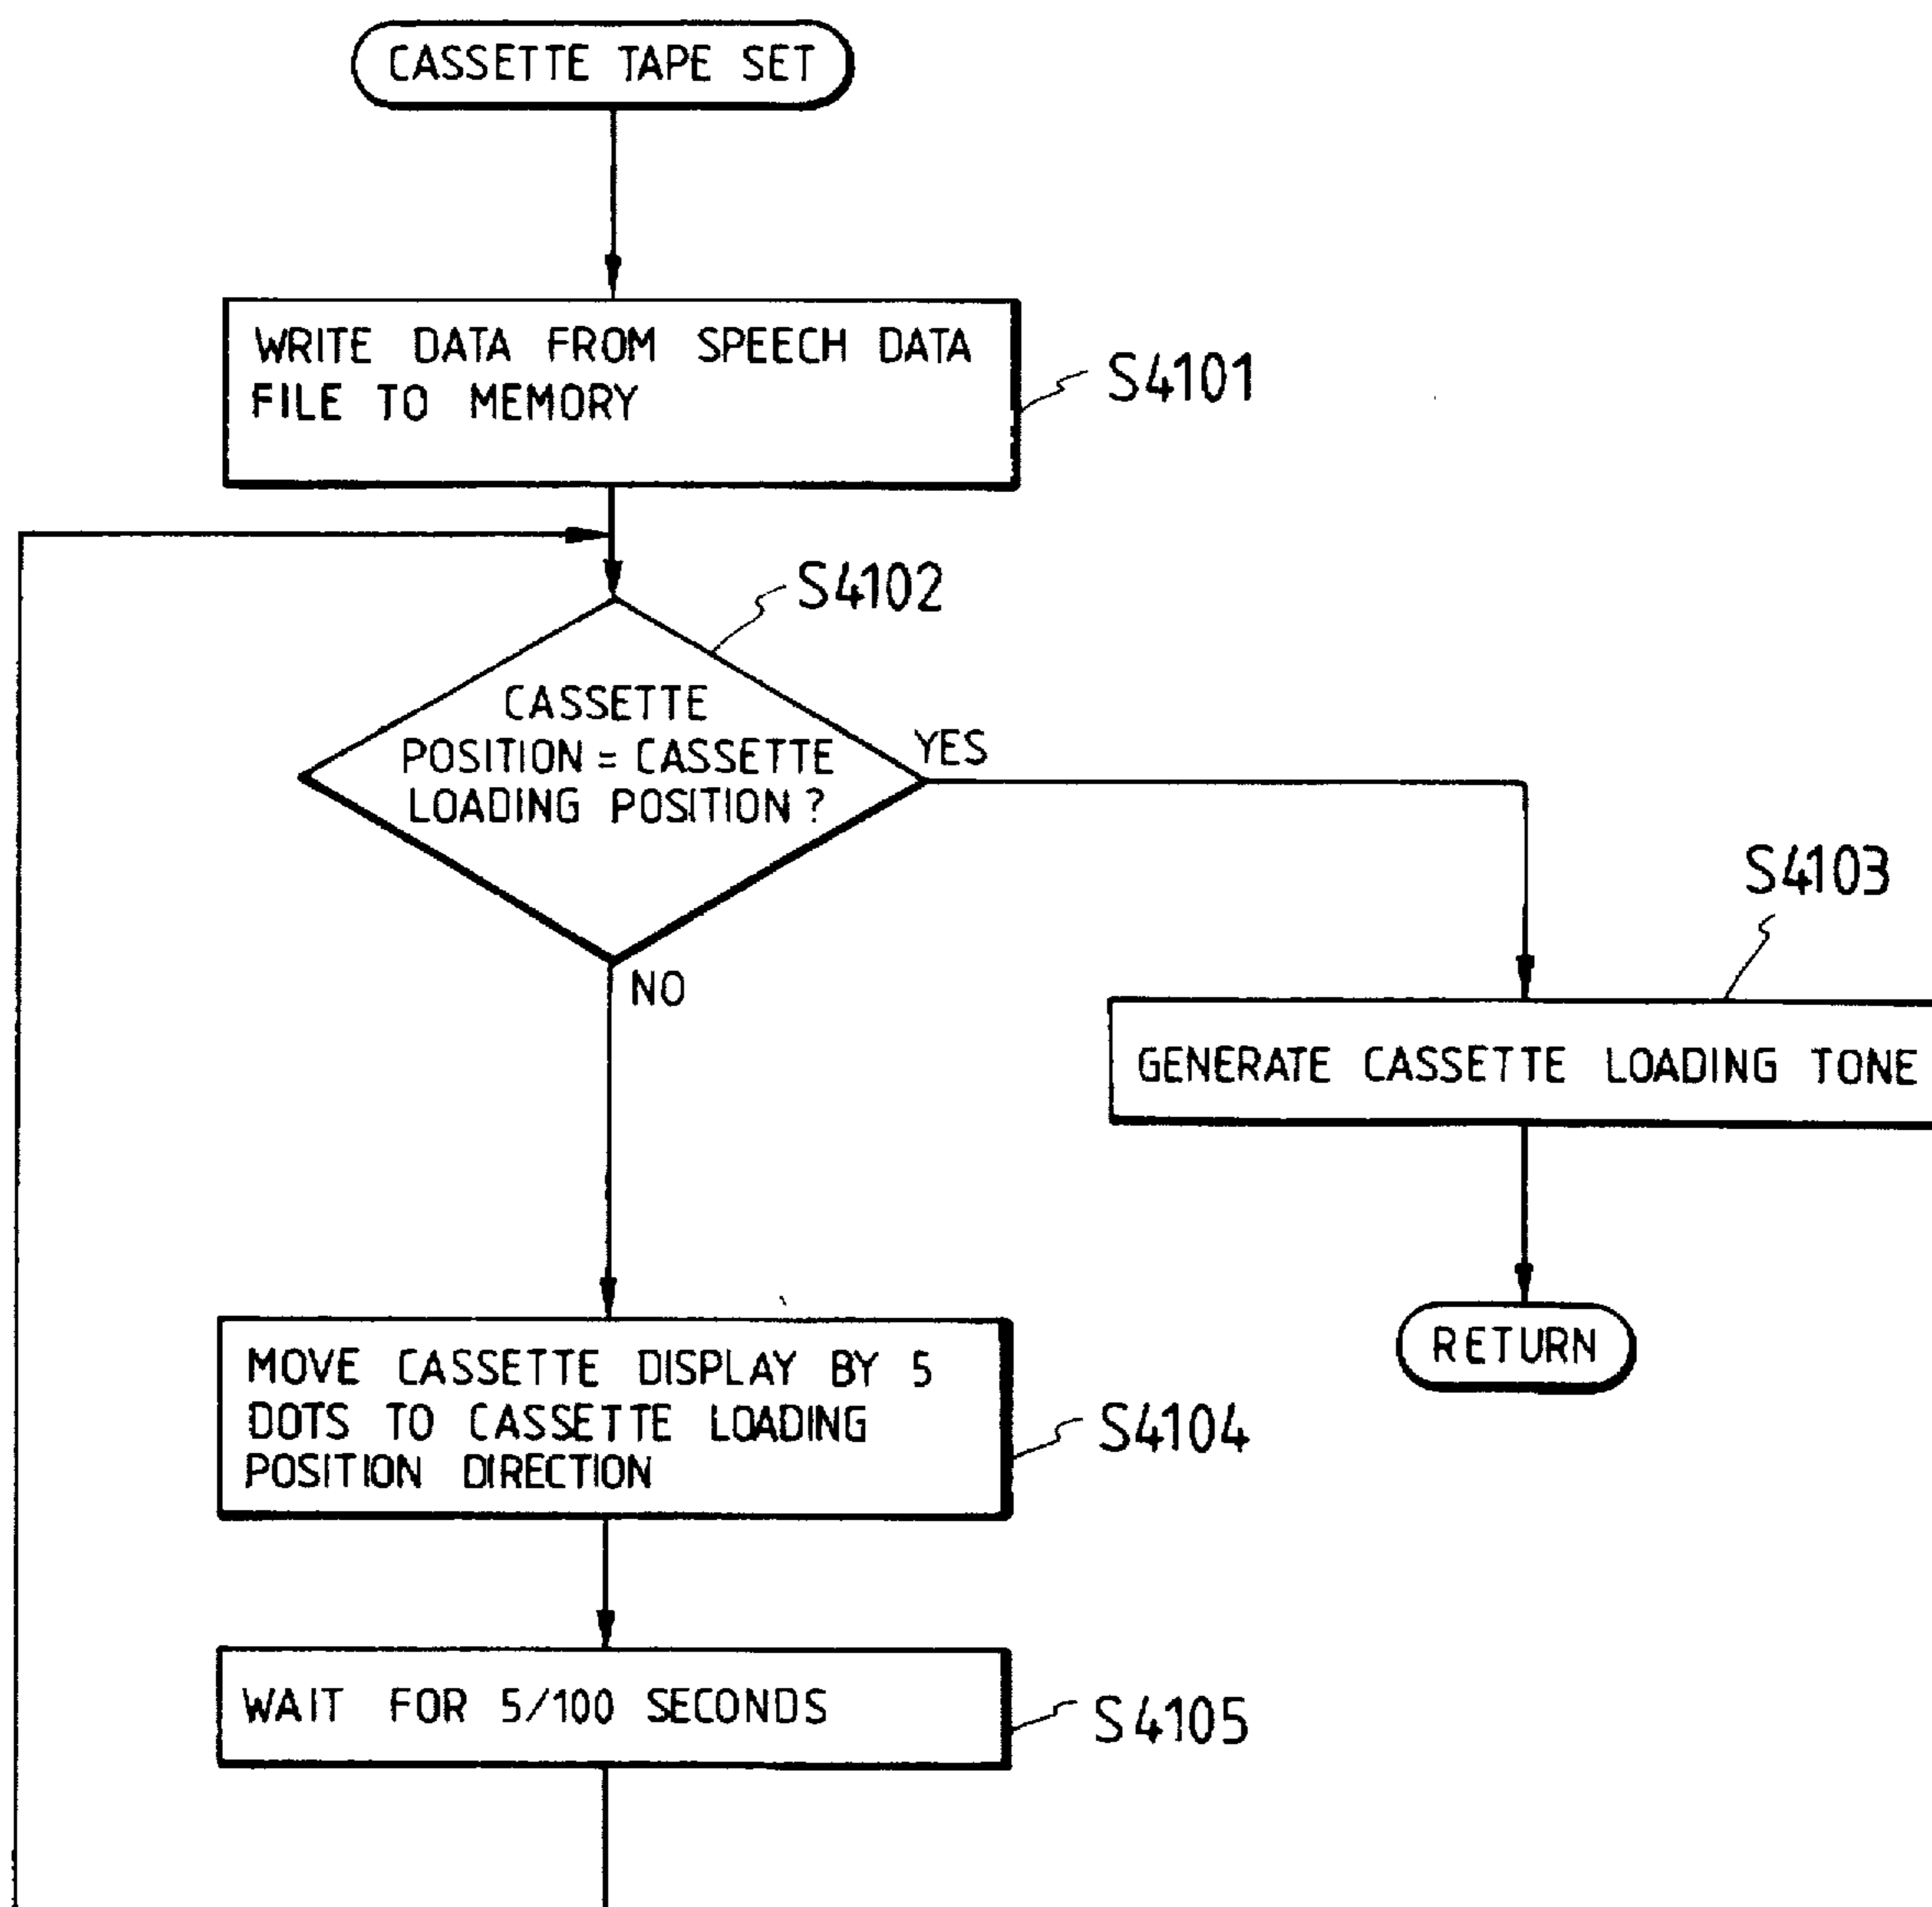 CASSETTE TAPE SET
WRITE DATA FROM SPEECH DATA
FILE TO MEMORY
S4101
S4102
CASSETTE
POSITION = CASSETTE
LOADING POSITION ?
YES
NO
S4103
GENERATE CASSETTE LOADING TONE
RETURN
MOVE CASSETTE DISPLAY BY 5
DOTS TO CASSETTE LOADING
POSITION DIRECTION
S4104
WAIT FOR 5/100 SECONDS
S4105